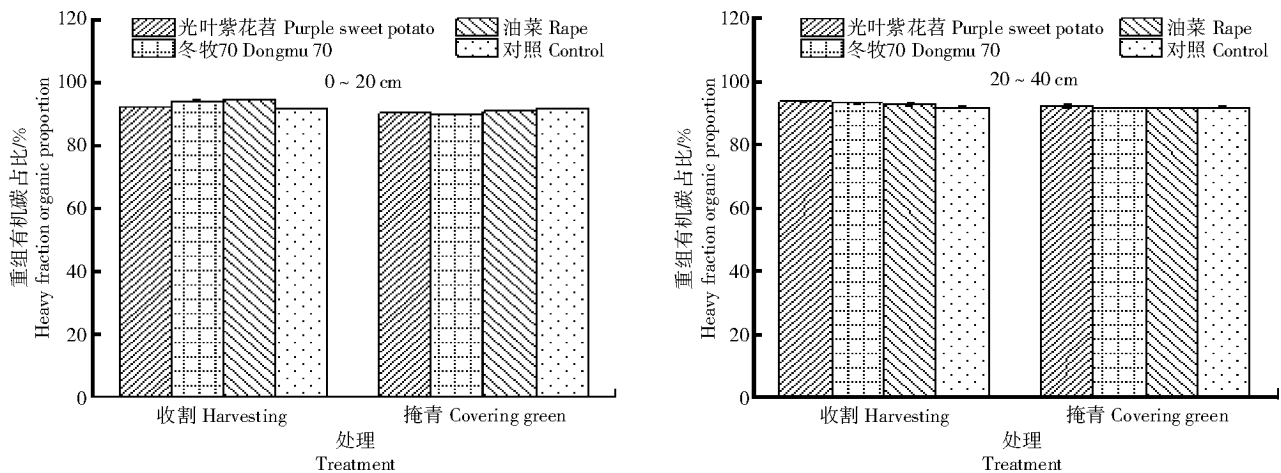 120
100
80
60
40
20
0
重组有机碳占比/%
Heavy fraction organic proportion
光叶紫花苕 Purple sweet potato
油菜 Rape
冬牧70 Dongmu 70
对照 Control
0 ~ 20 cm
收割 Harvesting
掩青 Covering green
处理
Treatment
120
100
80
60
40
20
0
重组有机碳占比/%
Heavy fraction organic proportion
光叶紫花苕 Purple sweet potato
油菜 Rape
冬牧70 Dongmu 70
对照 Control
20 ~ 40 cm
收割 Harvesting
掩青 Covering green
处理
Treatment